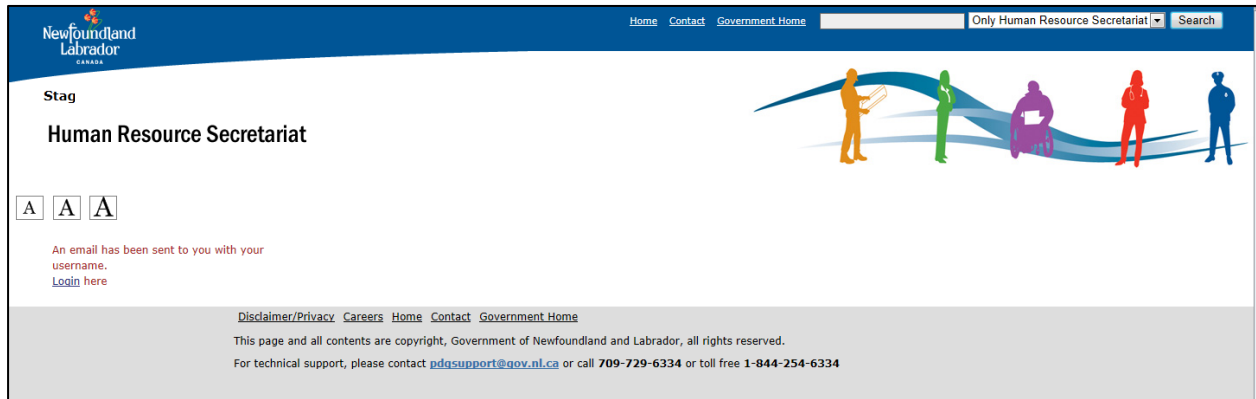 Newfoundland
Labrador
CANADA
Home Contact Government Home Only Human Resource Secretariat Search
Stag
Human Resource Secretariat
A A A
An email has been sent to you with your
username.
Login here
Disclaimer/Privacy Careers Home Contact Government Home
This page and all contents are copyright, Government of Newfoundland and Labrador, all rights reserved.
For technical support, please contact pdgsupport@gov.nl.ca or call 709-729-6334 or toll free 1-844-254-6334